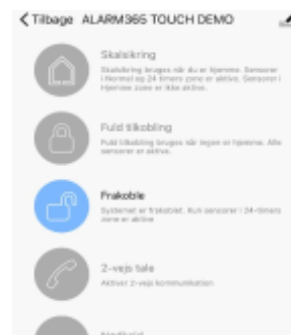 Tilbage ALARM365 TOUCH DEMO
Skalsikring
Skalsikring bruges når du er hjemme. Sensorer
i Normal og 24 timers zone er aktive. Sensorer i
Hjemme zone er ikke aktive.
Fuld tilkobling
Fuld tilkobling bruges når ingen er hjemme. Alle
sensorer er aktive.
Frakoble
Systemet er frakoblet. Kun sensorer i 24-timers
zone er aktive
2-vejs tale
Aktiver 2-vejs kommunikation